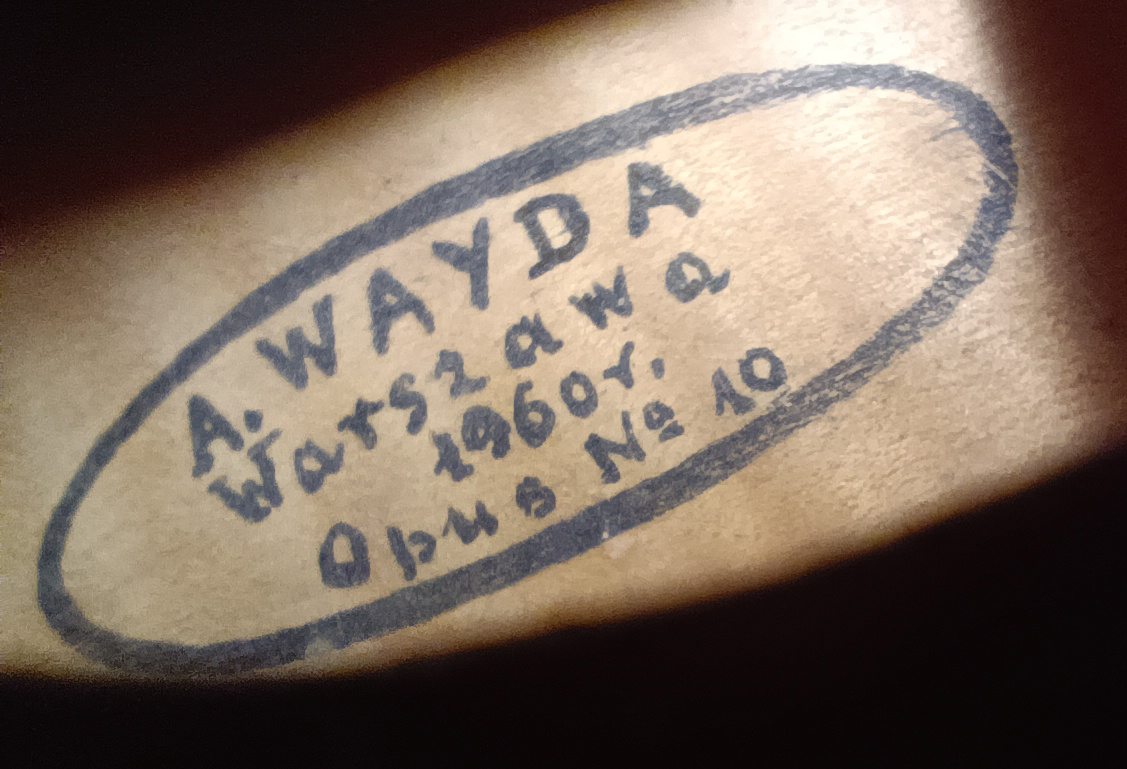 A. WAYDA
Warszawa
1960r.
Opus № 10